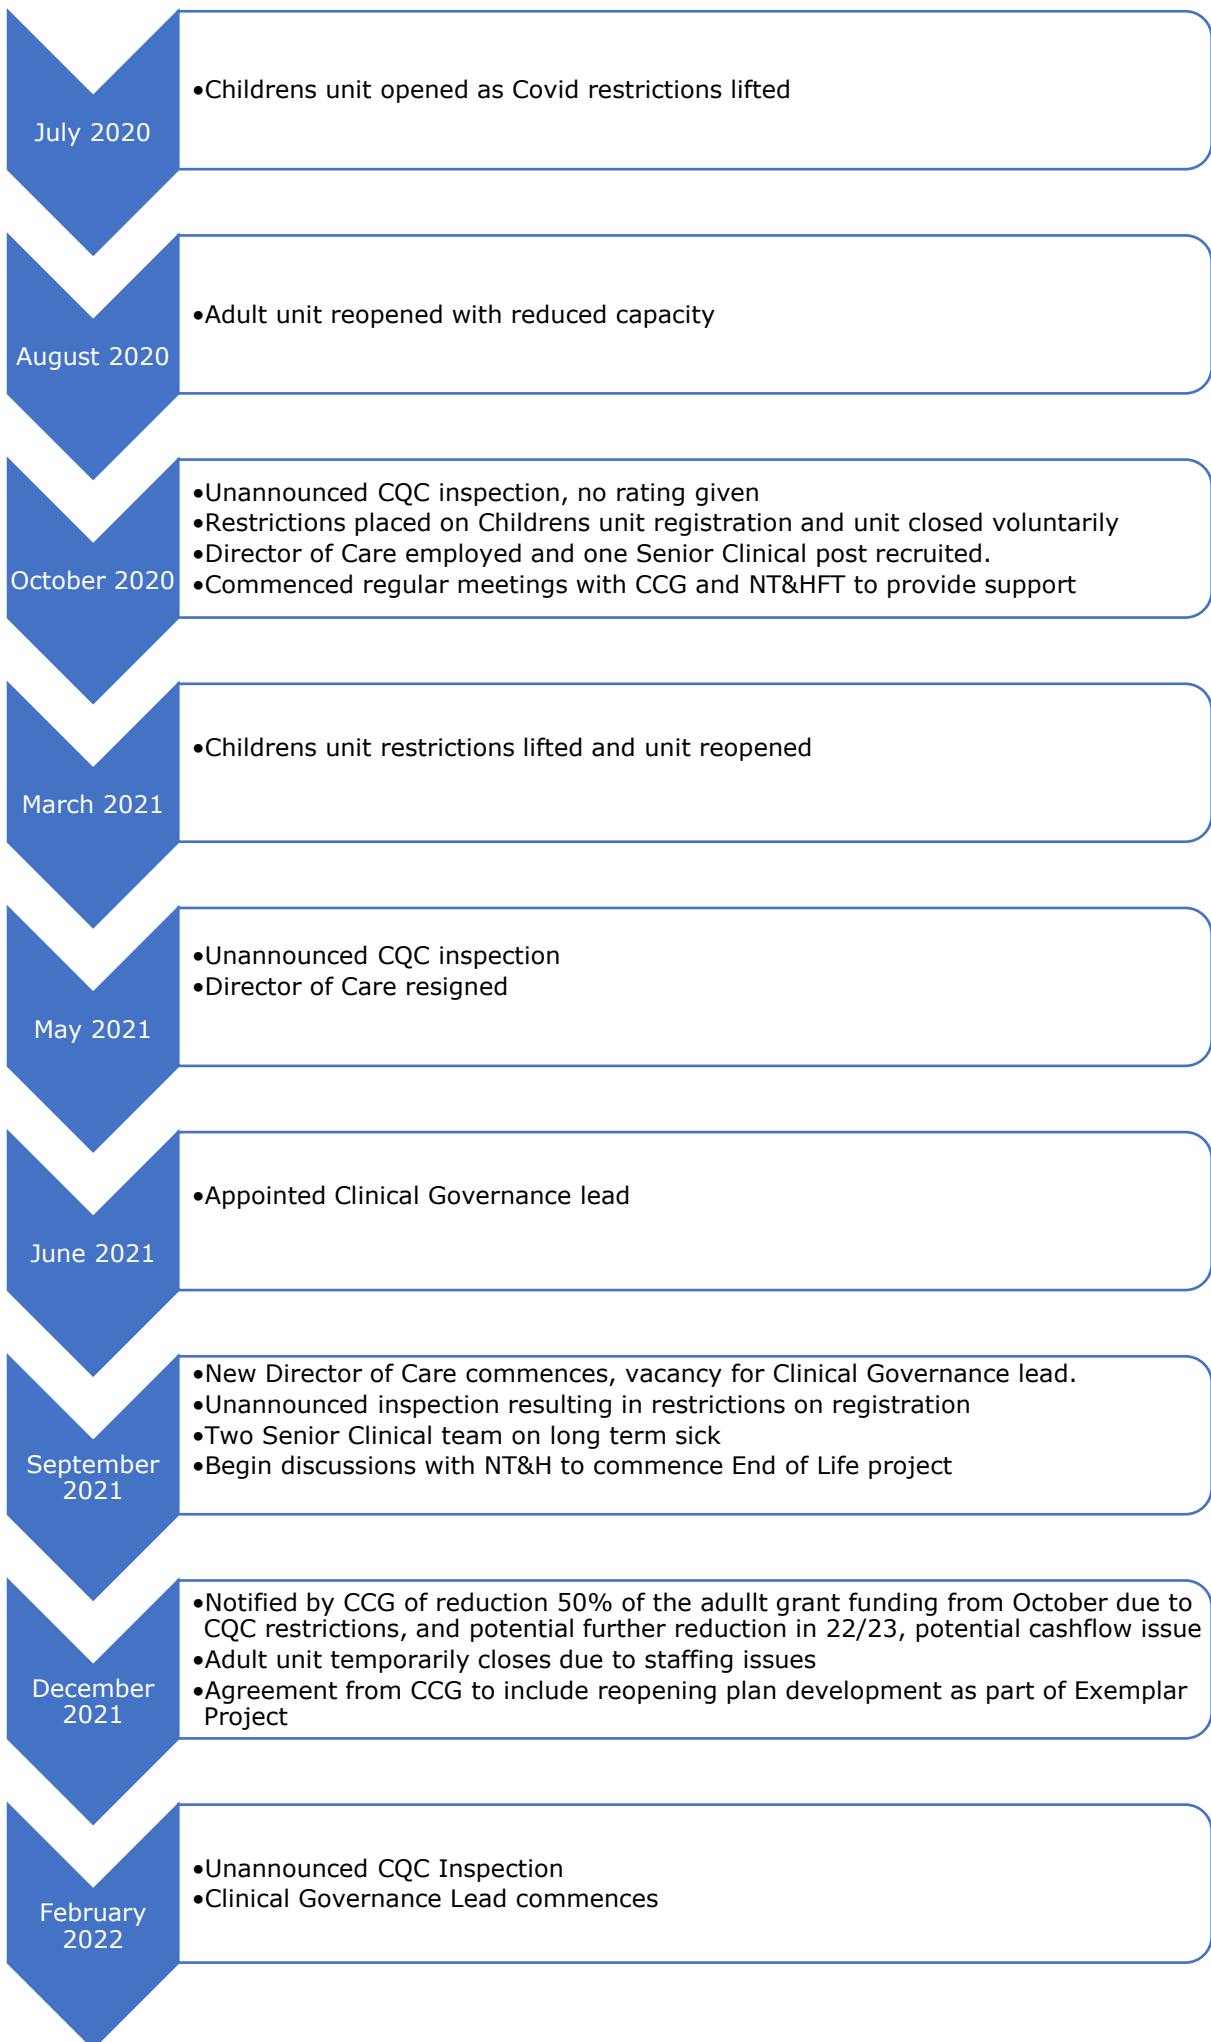 July 2020
•Childrens unit opened as Covid restrictions lifted
August 2020
•Adult unit reopened with reduced capacity
October 2020
•Unannounced CQC inspection, no rating given
•Restrictions placed on Childrens unit registration and unit closed voluntarily
•Director of Care employed and one Senior Clinical post recruited.
•Commenced regular meetings with CCG and NT&HFT to provide support
March 2021
•Childrens unit restrictions lifted and unit reopened
May 2021
•Unannounced CQC inspection
•Director of Care resigned
June 2021
•Appointed Clinical Governance lead
September
2021
•New Director of Care commences, vacancy for Clinical Governance lead.
•Unannounced inspection resulting in restrictions on registration
•Two Senior Clinical team on long term sick
•Begin discussions with NT&H to commence End of Life project
December
2021
•Notified by CCG of reduction 50% of the adullt grant funding from October due to
CQC restrictions, and potential further reduction in 22/23, potential cashflow issue
•Adult unit temporarily closes due to staffing issues
•Agreement from CCG to include reopening plan development as part of Exemplar
Project
February
2022
•Unannounced CQC Inspection
•Clinical Governance Lead commences